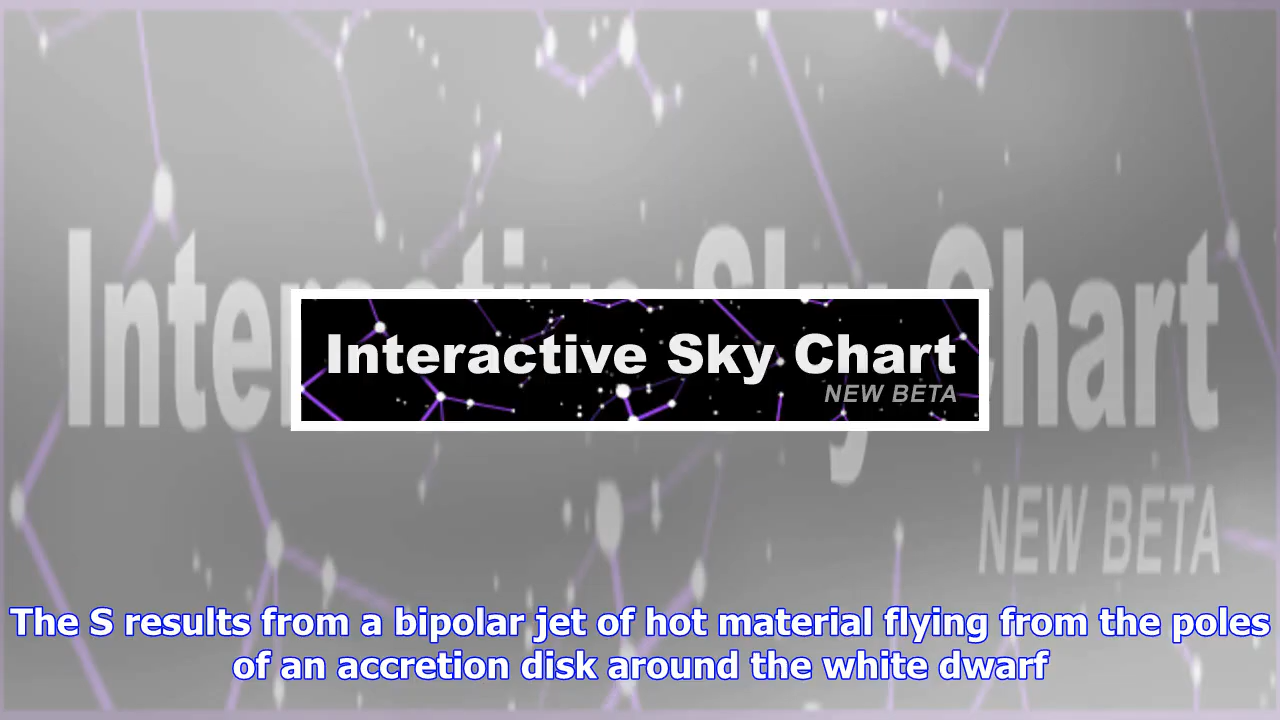 Interactive Sky Chart
NEW BETA
Interactive Sky Chart
NEW BETA
The S results from a bipolar jet of hot material flying from the poles
of an accretion disk around the white dwarf